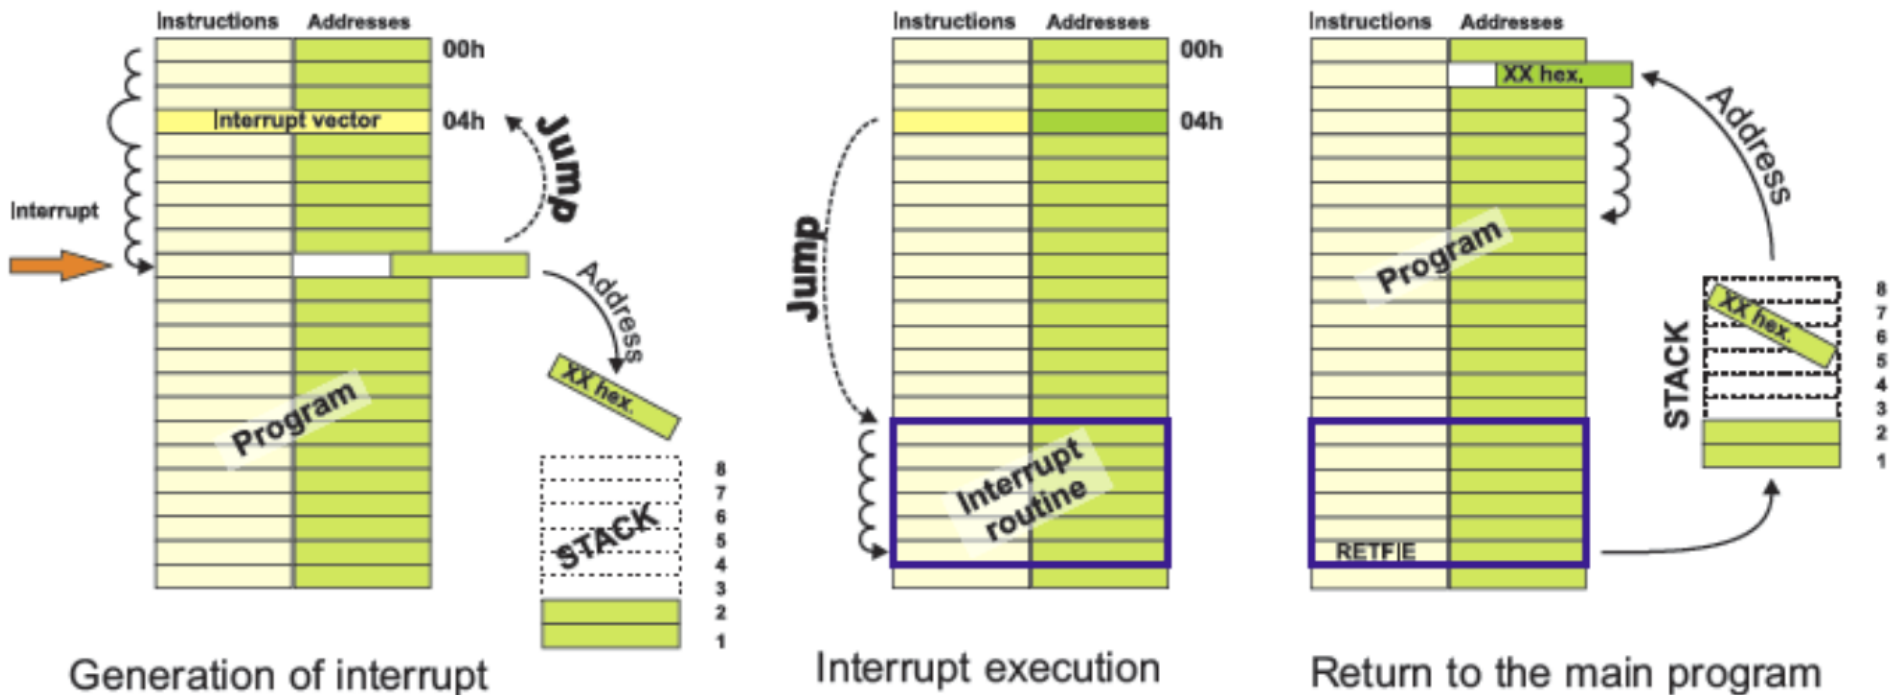 Instructions Addresses
00h
Interrupt vector 04h
Jump
Interrupt
Address
XX hex.
Program
STACK
8
7
6
5
4
3
2
1
Generation of interrupt
Instructions Addresses
00h
04h
Jump
Interrupt
routine
Interrupt execution
Instructions Addresses
XX hex.
Address
Program
STACK
XX hex.
8
7
6
5
4
3
2
1
RETFIE
Return to the main program